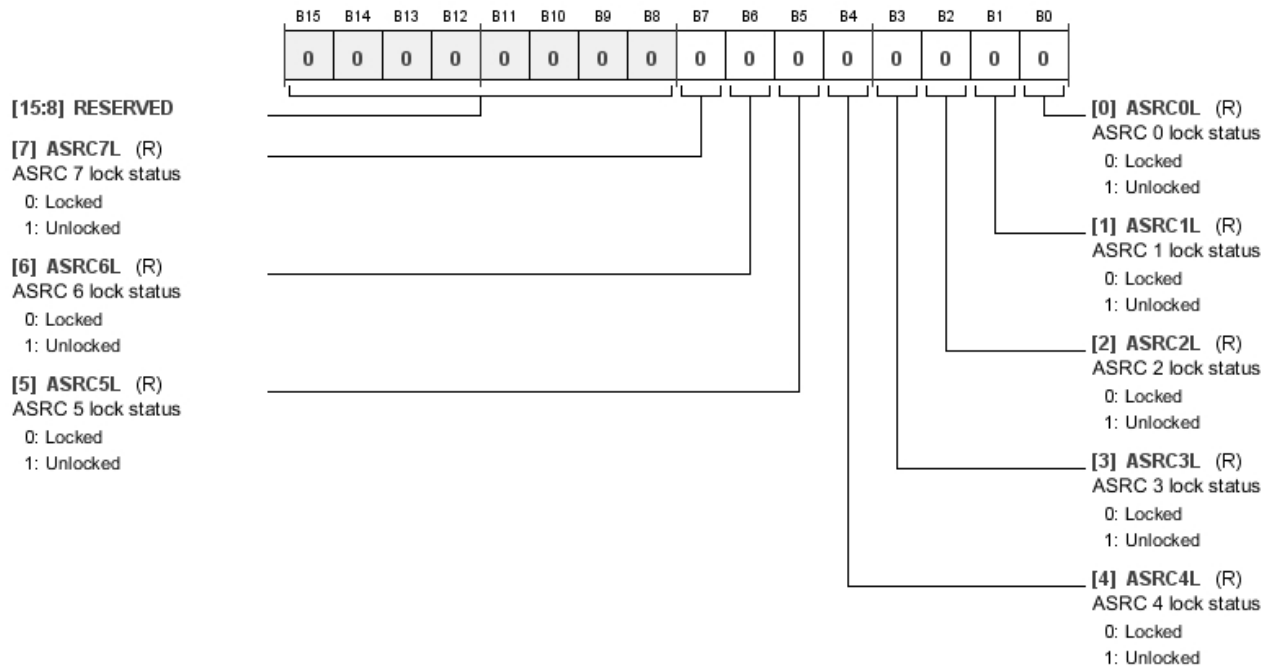 B15 B14 B13 B12 B11 B10 B9 B8 B7 B6 B5 B4 B3 B2 B1 B0
0 0 0 0 0 0 0 0 0 0 0 0 0 0 0 0
[15:8] RESERVED
[7] ASRC7L (R)
ASRC 7 lock status
0: Locked
1: Unlocked
[6] ASRC6L (R)
ASRC 6 lock status
0: Locked
1: Unlocked
[5] ASRC5L (R)
ASRC 5 lock status
0: Locked
1: Unlocked
[0] ASRC0L (R)
ASRC 0 lock status
0: Locked
1: Unlocked
[1] ASRC1L (R)
ASRC 1 lock status
0: Locked
1: Unlocked
[2] ASRC2L (R)
ASRC 2 lock status
0: Locked
1: Unlocked
[3] ASRC3L (R)
ASRC 3 lock status
0: Locked
1: Unlocked
[4] ASRC4L (R)
ASRC 4 lock status
0: Locked
1: Unlocked